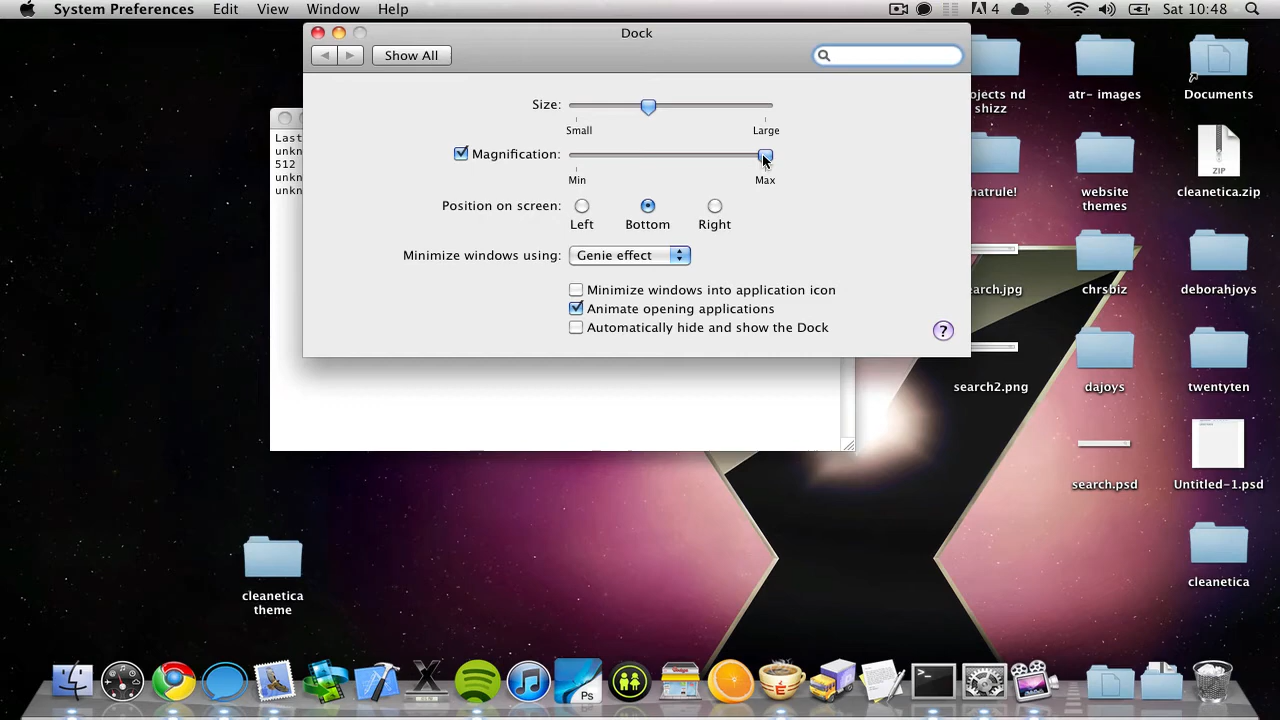 System Preferences Edit View Window Help
4 Sat 10:48
Dock
Show All
Size:
Small Large
Magnification:
Min Max
Position on screen:
Left Bottom Right
Minimize windows using: Genie effect
Minimize windows into application icon
Animate opening applications
Automatically hide and show the Dock
?
Last
unkn
512
unkn
unkn
ojects nd
shizz
atr- images
Documents
hatrule!
website
themes
ZIP
cleanetica.zip
earch.jpg
chrsbiz
deborahjoys
search2.png
dajoys
twentyten
search.psd
Untitled-1.psd
cleanetica
cleanetica
theme
Ps